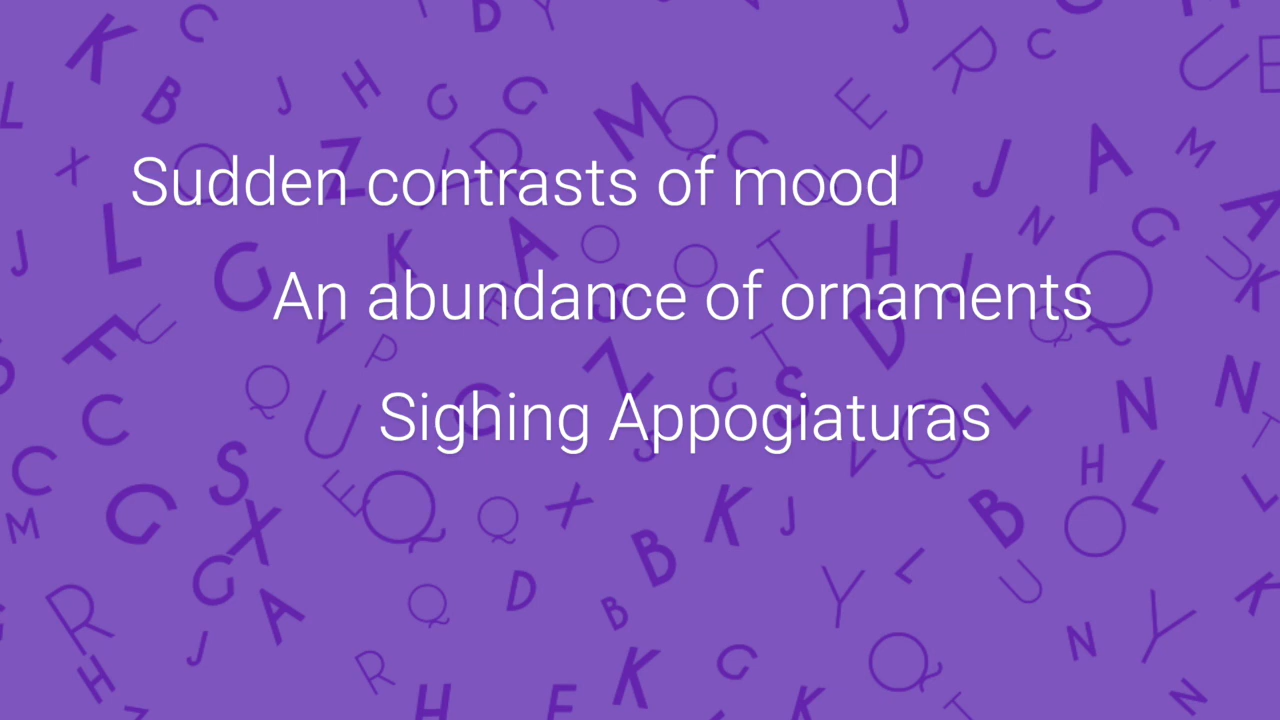 Sudden contrasts of mood
An abundance of ornaments
Sighing Appogiaturas